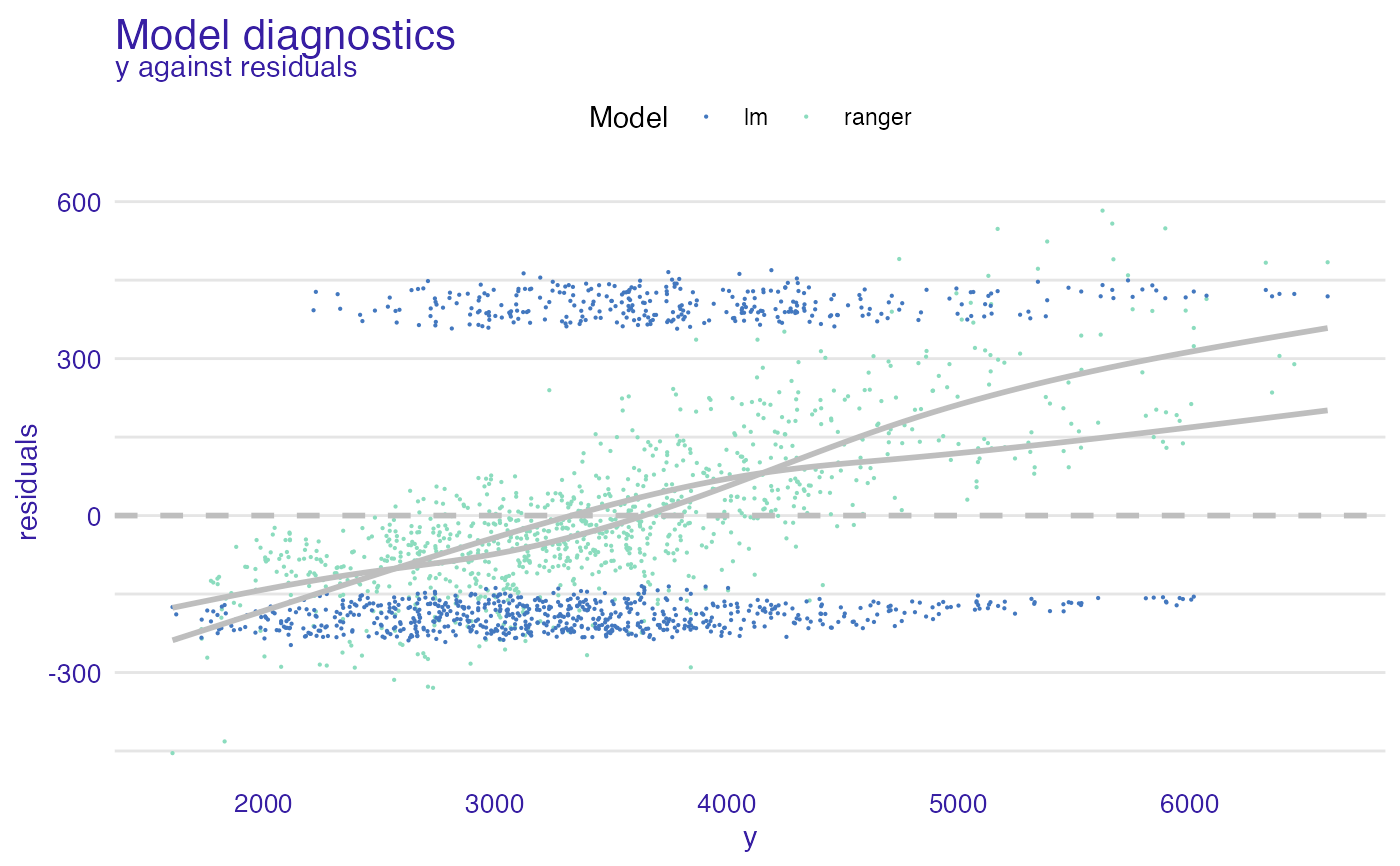 Model diagnostics
y against residuals
Model lm ranger
600
300
0
-300
residuals
2000 3000 4000 5000 6000
y